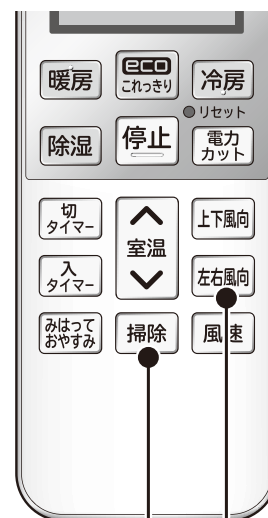 暖房
eco
これっきり
冷房
リセット
除湿
停止
電力
カット
切
タイマー
室温
上下風向
入
タイマー
左右風向
みはって
おやすみ
掃除
風速